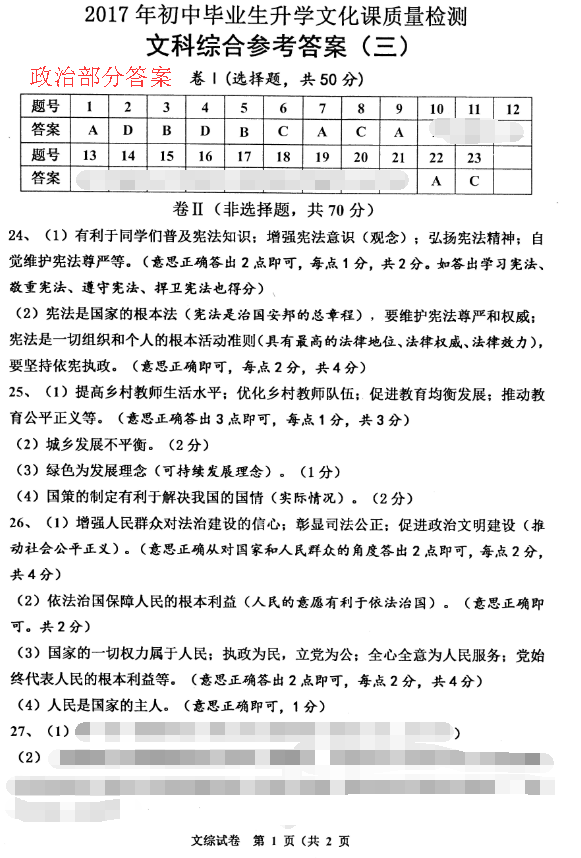 2017 年初中毕业生升学文化课质量检测
文科综合参考答案（三）
政治部分答案
卷Ⅰ(选择题，共 50 分)
题号 1 2 3 4 5 6 7 8 9 10 11 12
答案 A D B D B C A C A
题号 13 14 15 16 17 18 19 20 21 22 23
答案 A C
卷Ⅱ（非选择题，共 70 分）
24、（1）有利于同学们普及宪法知识；增强宪法意识（观念）；弘扬宪法精神；自
觉维护宪法尊严等。（意思正确答出 2 点即可，每点 1 分，共 2 分。如答出学习宪法、
敬重宪法、遵守宪法、捍卫宪法也得分）
（2）宪法是国家的根本法（宪法是治国安邦的总章程），要维护宪法尊严和权威；
宪法是一切组织和个人的根本活动准则(具有最高的法律地位、法律权威、法律效力)，
要坚持依宪执政。（意思正确即可，每点 2 分，共 4 分）
25、（1）提高乡村教师生活水平；优化乡村教师队伍；促进教育均衡发展；推动教
育公平正义等。（意思正确答出 3 点即可，每点 1 分，共 3 分）
（2）城乡发展不平衡。（2 分）
（3）绿色为发展理念（可持续发展理念）。（1 分）
（4）国策的制定有利于解决我国的国情（实际情况）。（2 分）
26、（1）增强人民群众对法治建设的信心；彰显司法公正；促进政治文明建设（推
动社会公平正义）。（意思正确从对国家和人民群众的角度答出 2 点即可，每点 2 分，
共 4 分）
（2）依法治国保障人民的根本利益（人民的意愿有利于依法治国）。（意思正确即
可。共 2 分）
（3）国家的一切权力属于人民；执政为民，立党为公；全心全意为人民服务；党始
终代表人民的根本利益等。（意思正确答出 2 点即可，每点 2 分，共 4 分）
（4）人民是国家的主人。（意思正确即可，1 分）
27、（1）
（2）
文综试卷 第 1 页（共 2 页